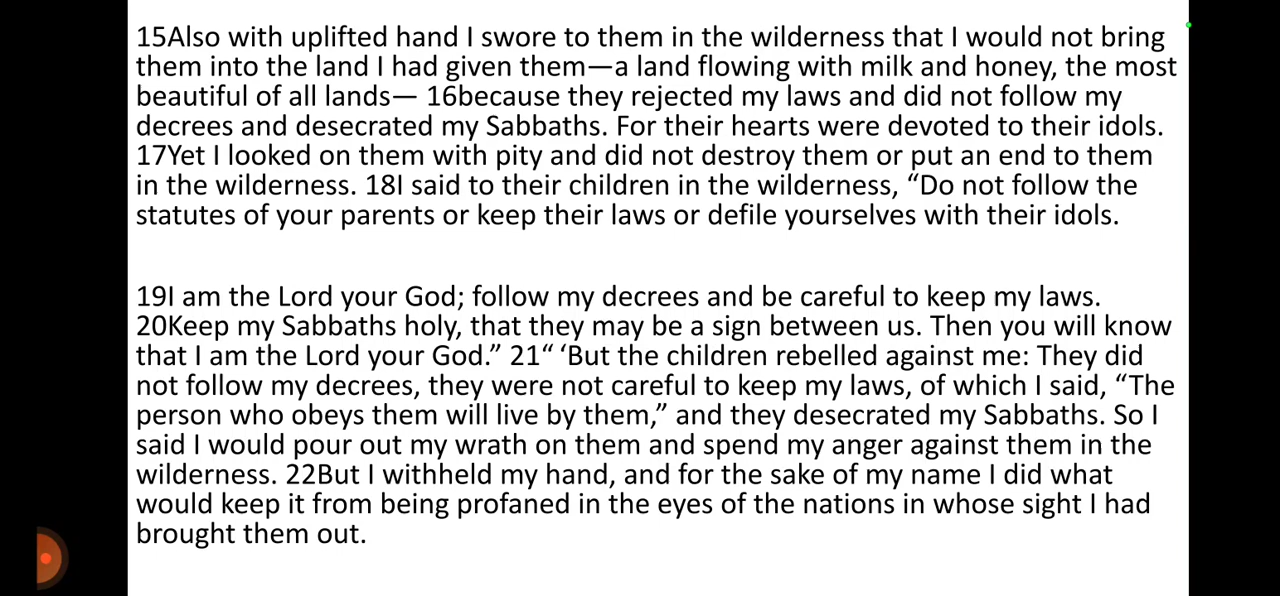 15Also with uplifted hand I swore to them in the wilderness that I would not bring
them into the land I had given them—a land flowing with milk and honey, the most
beautiful of all lands— 16because they rejected my laws and did not follow my
decrees and desecrated my Sabbaths. For their hearts were devoted to their idols.
17Yet I looked on them with pity and did not destroy them or put an end to them
in the wilderness. 18I said to their children in the wilderness, “Do not follow the
statutes of your parents or keep their laws or defile yourselves with their idols.
19I am the Lord your God; follow my decrees and be careful to keep my laws.
20Keep my Sabbaths holy, that they may be a sign between us. Then you will know
that I am the Lord your God.” 21“ ‘But the children rebelled against me: They did
not follow my decrees, they were not careful to keep my laws, of which I said, “The
person who obeys them will live by them,” and they desecrated my Sabbaths. So I
said I would pour out my wrath on them and spend my anger against them in the
wilderness. 22But I withheld my hand, and for the sake of my name I did what
would keep it from being profaned in the eyes of the nations in whose sight I had
brought them out.